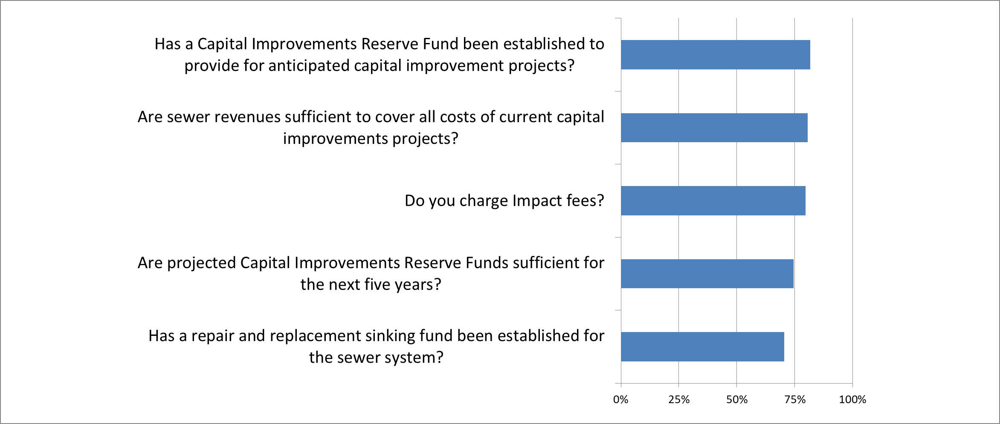 Has a Capital Improvements Reserve Fund been established to
provide for anticipated capital improvement projects?
Are sewer revenues sufficient to cover all costs of current capital
improvements projects?
Do you charge Impact fees?
Are projected Capital Improvements Reserve Funds sufficient for
the next five years?
Has a repair and replacement sinking fund been established for
the sewer system?
0% 25% 50% 75% 100%